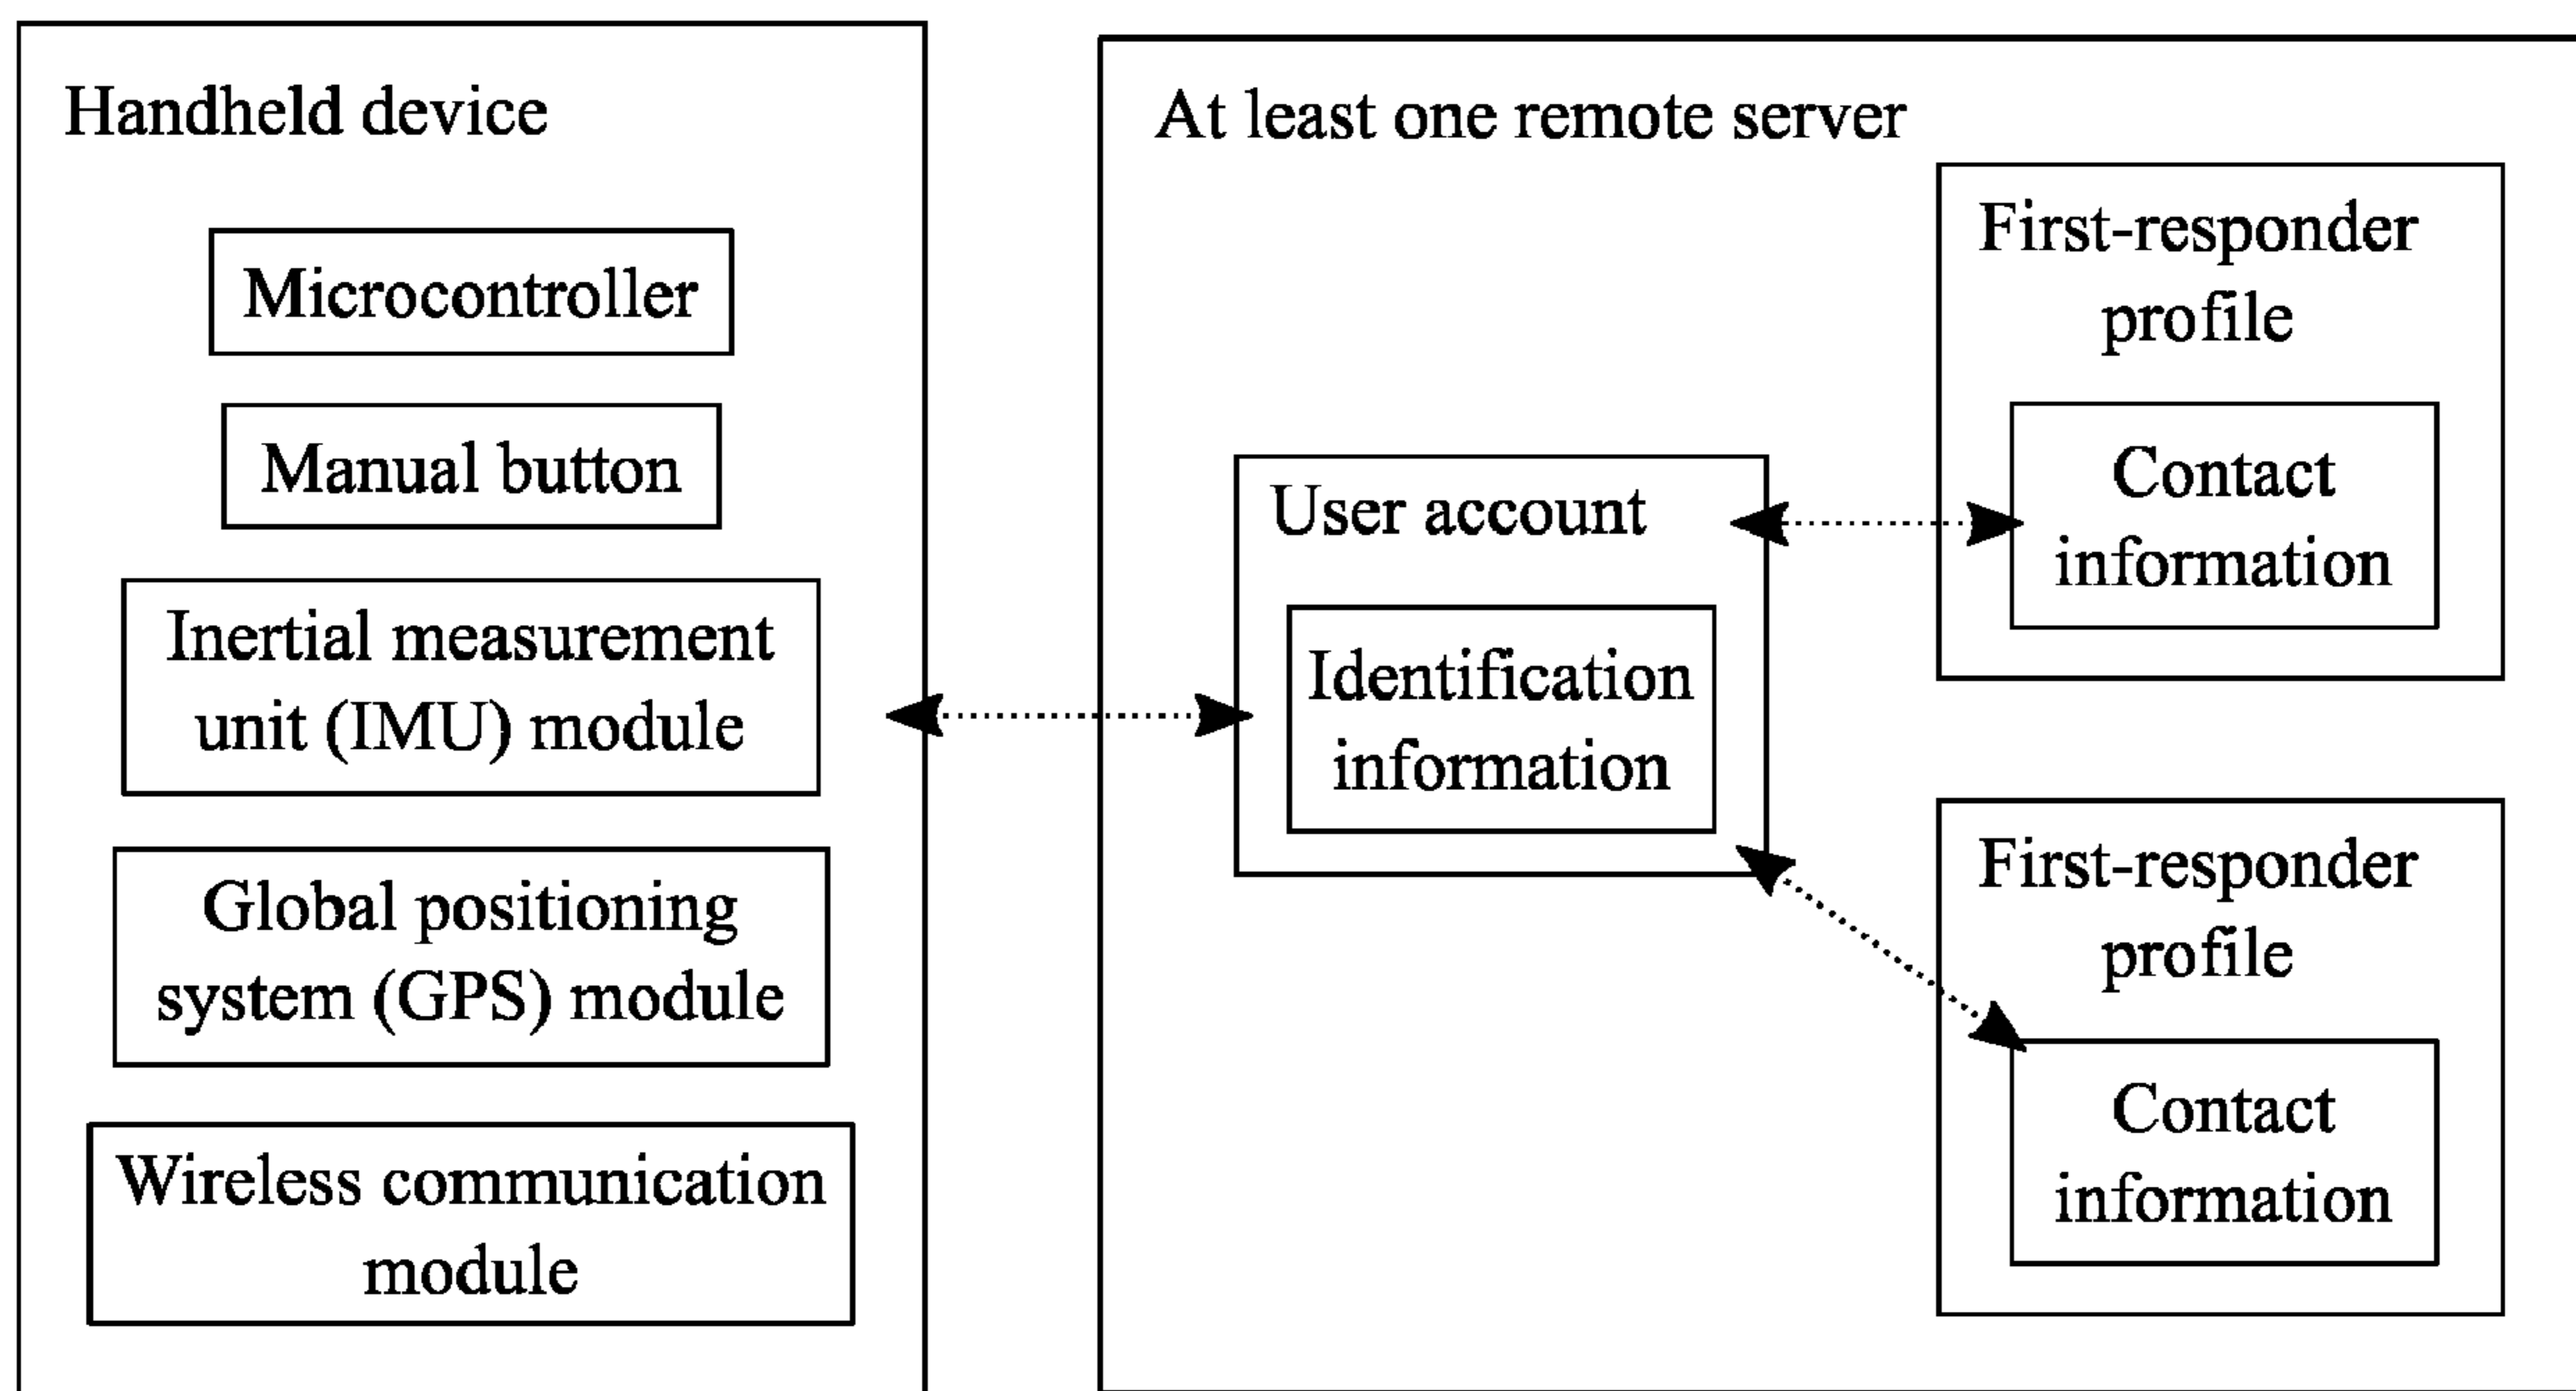 Handheld device
Microcontroller
Manual button
Inertial measurement
unit (IMU) module
Global positioning
system (GPS) module
Wireless communication
module
At least one remote server
User account
Identification
information
First-responder
profile
Contact
information
First-responder
profile
Contact
information